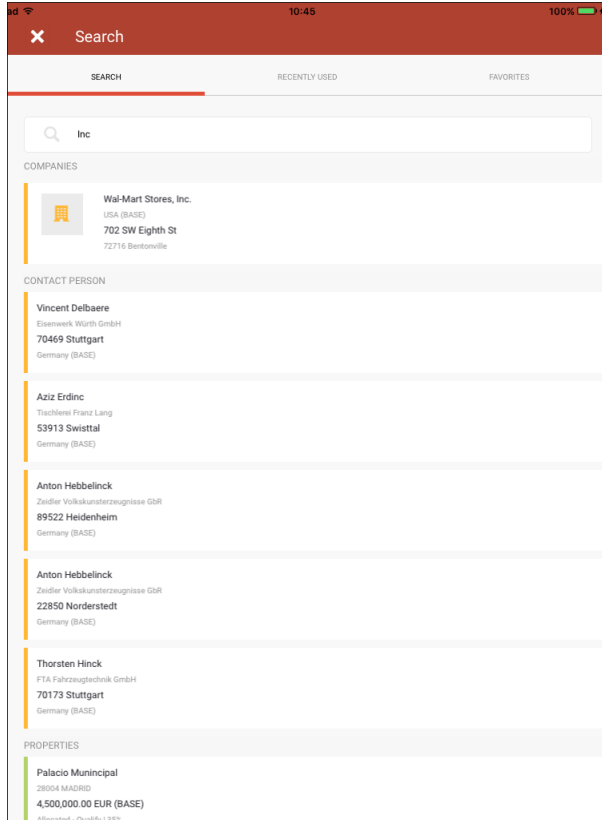 ad 10:45 100%
Search
SEARCH RECENTLY USED FAVORITES
Inc
COMPANIES
Wal-Mart Stores, Inc.
USA (BASE)
702 SW Eighth St
72716 Bentonville
CONTACT PERSON
Vincent Delbaere
Eisenwerk Würth GmbH
70469 Stuttgart
Germany (BASE)
Aziz Erdinc
Tischlerei Franz Lang
53913 Swisttal
Germany (BASE)
Anton Hebbelinck
Zeidler Volkskunsterzeugnisse GbR
89522 Heidenheim
Germany (BASE)
Anton Hebbelinck
Zeidler Volkskunsterzeugnisse GbR
22850 Norderstedt
Germany (BASE)
Thorsten Hinck
FTA Fahrzeugtechnik GmbH
70173 Stuttgart
Germany (BASE)
PROPERTIES
Palacio Munincipal
28004 MADRID
4,500,000.00 EUR (BASE)
Allocated - Qualify | 35%